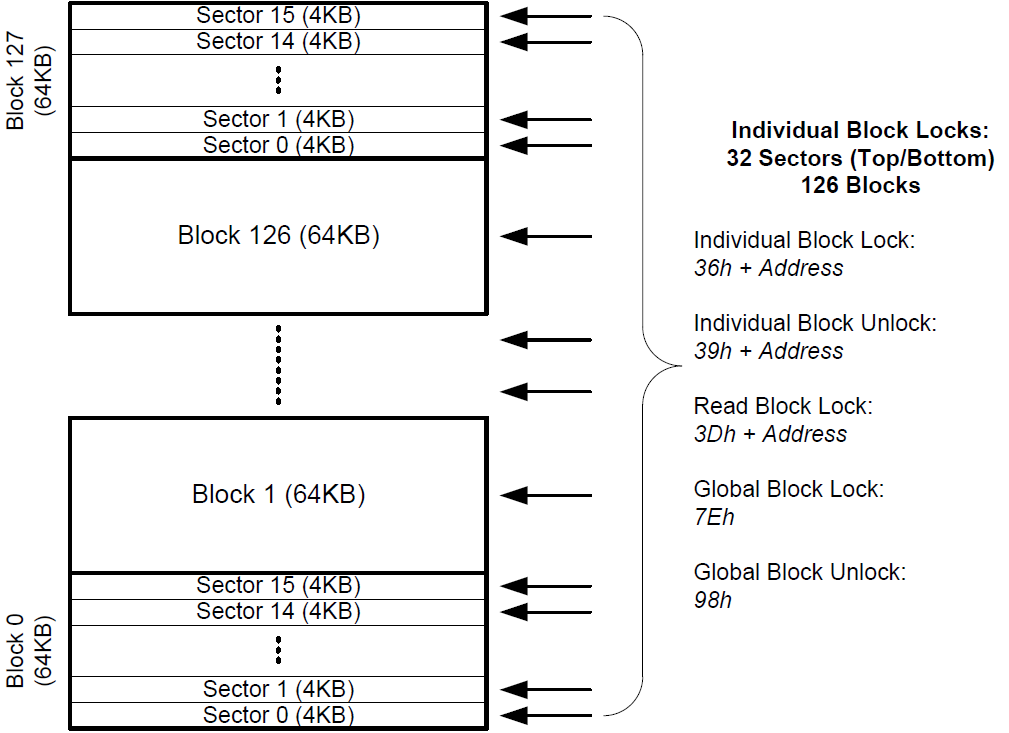 Block 127
(64KB)
Sector 15 (4KB)
Sector 14 (4KB)
Sector 1 (4KB)
Sector 0 (4KB)
Block 126 (64KB)
Block 1 (64KB)
Block 0
(64KB)
Sector 15 (4KB)
Sector 14 (4KB)
Sector 1 (4KB)
Sector 0 (4KB)
Individual Block Locks:
32 Sectors (Top/Bottom)
126 Blocks
Individual Block Lock:
36h + Address
Individual Block Unlock:
39h + Address
Read Block Lock:
3Dh + Address
Global Block Lock:
7Eh
Global Block Unlock:
98h